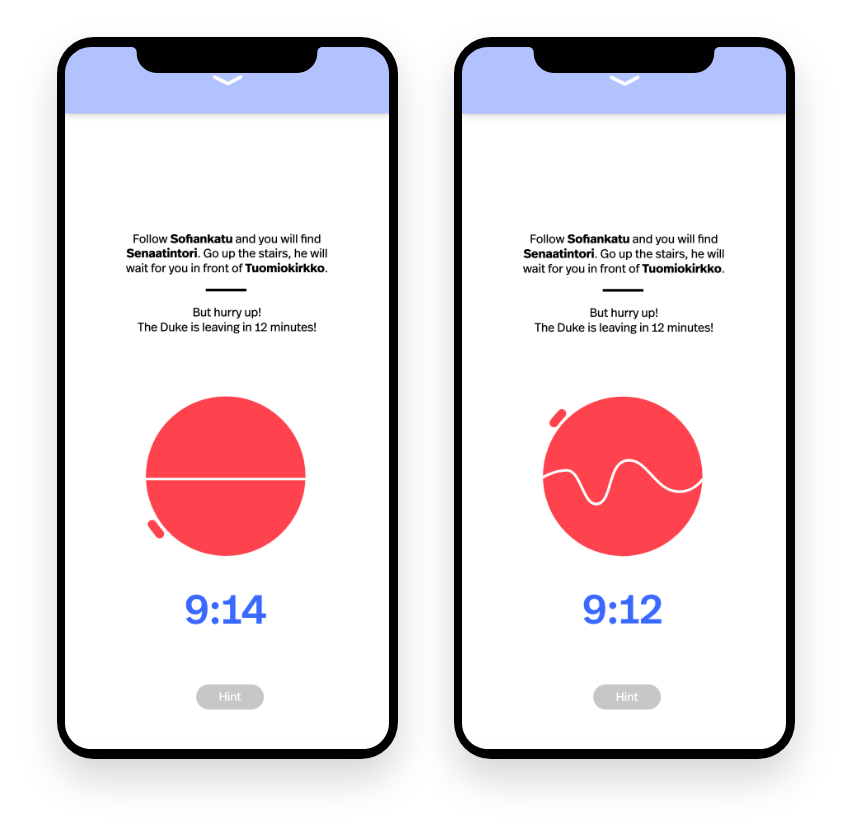 Follow Sofiankatu and you will find
Senaatintori. Go up the stairs, he will
wait for you in front of Tuomiokirkko.
But hurry up!
The Duke is leaving in 12 minutes!
9:14
Hint
Follow Sofiankatu and you will find
Senaatintori. Go up the stairs, he will
wait for you in front of Tuomiokirkko.
But hurry up!
The Duke is leaving in 12 minutes!
9:12
Hint